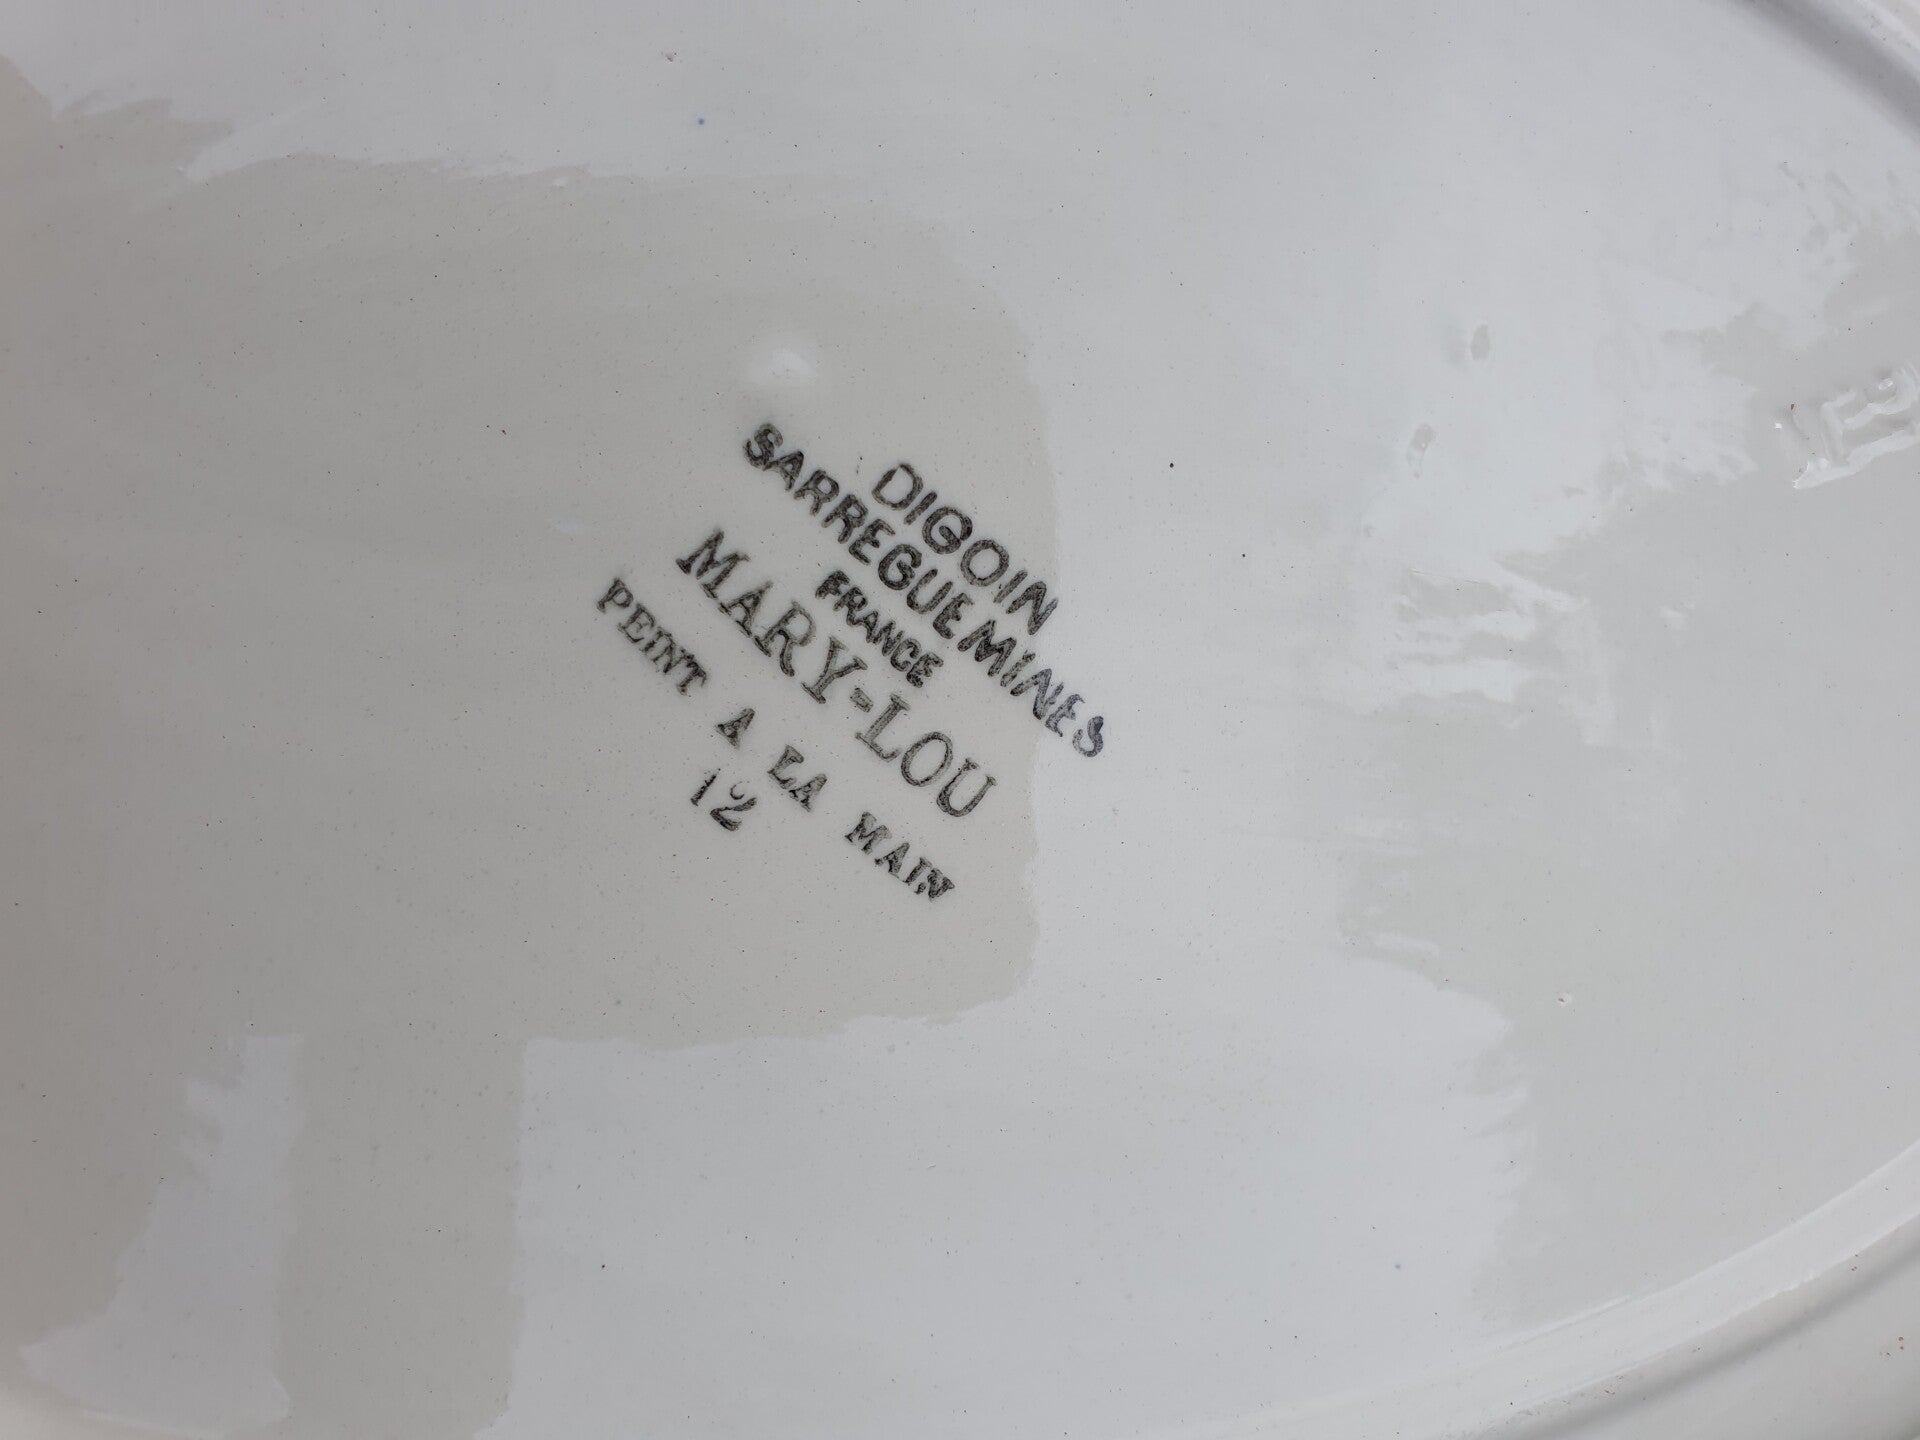 DIGOIN
SARREGUEMINES
FRANCE
MARY-LOU
PEINT A LA MAIN
12